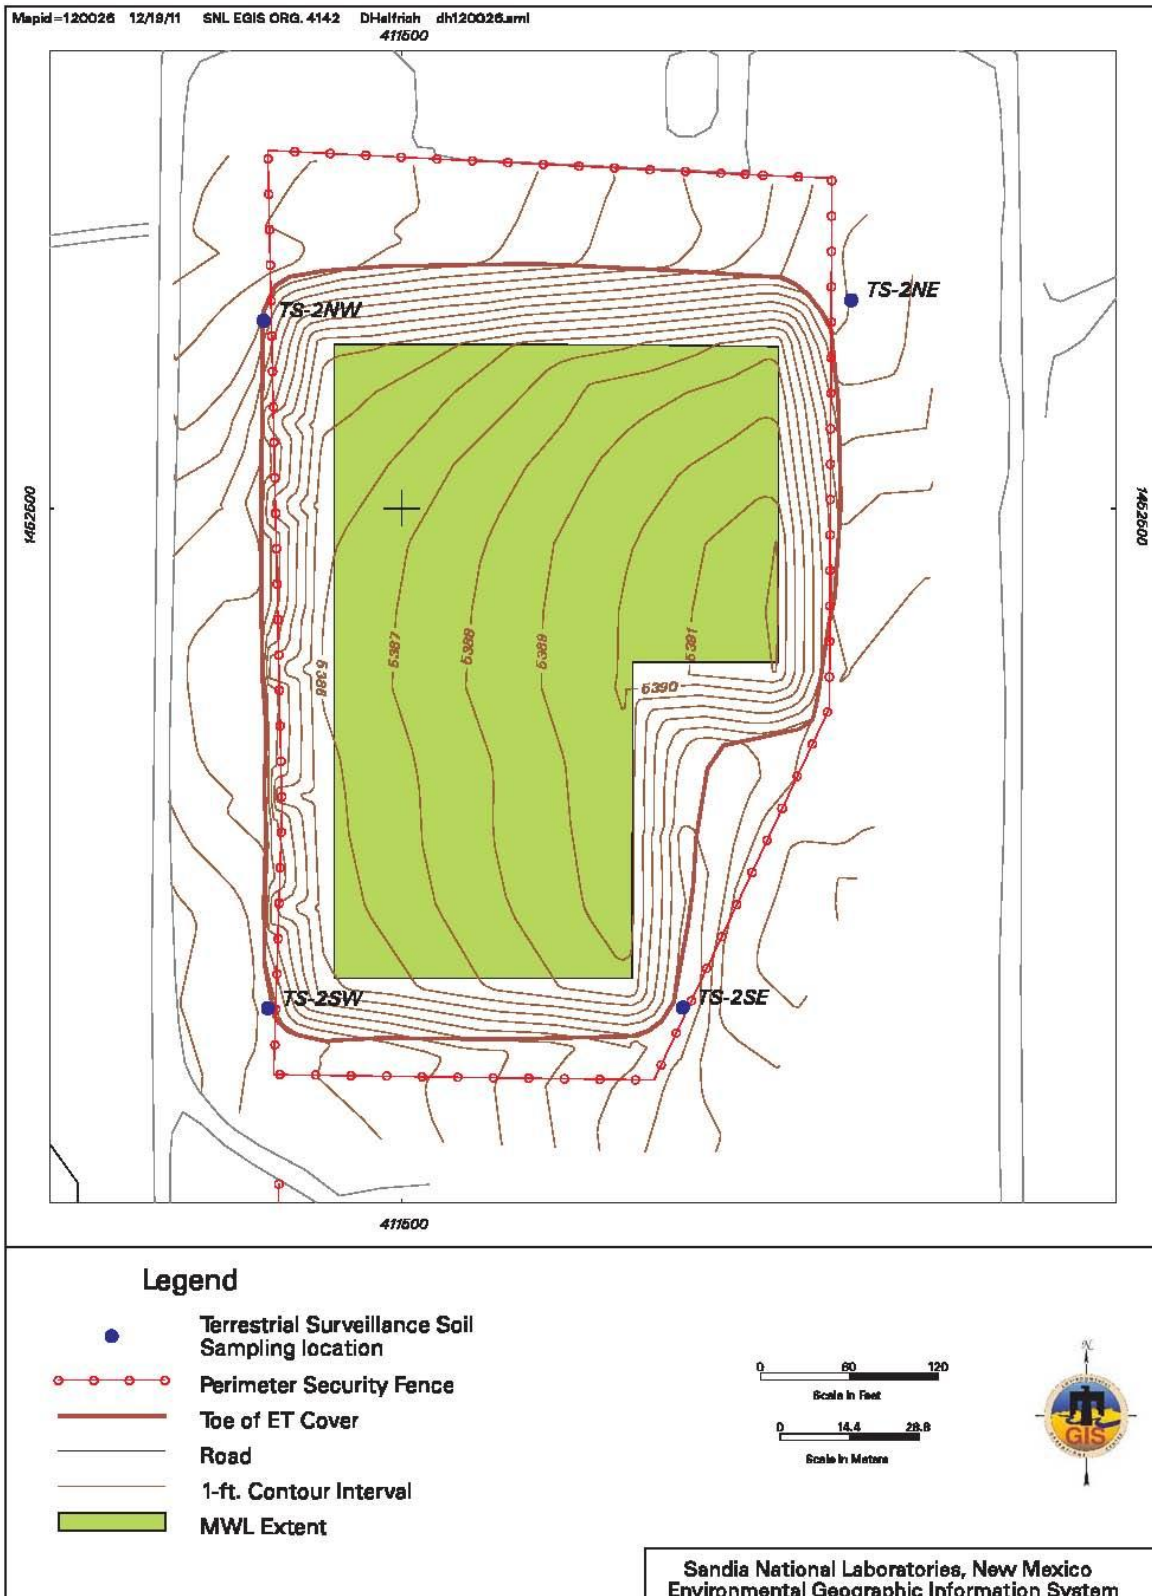 Mapid=120026 12/19/11 SNL EGIS ORG. 4142 DHelfrich dh120026.aml
411500
TS-2NE
TS-2NW
1462600
1462600
5386
5387
5388
5389
5391
5390
TS-2SW
TS-2SE
411500
Legend
Terrestrial Surveillance Soil
Sampling location
Perimeter Security Fence
Toe of ET Cover
Road
1-ft. Contour Interval
MWL Extent
0 60 120
Scale in Feet
0 14.4 28.8
Scale in Meters
N
GIS
Sandia National Laboratories, New Mexico
Environmental Geographic Information System